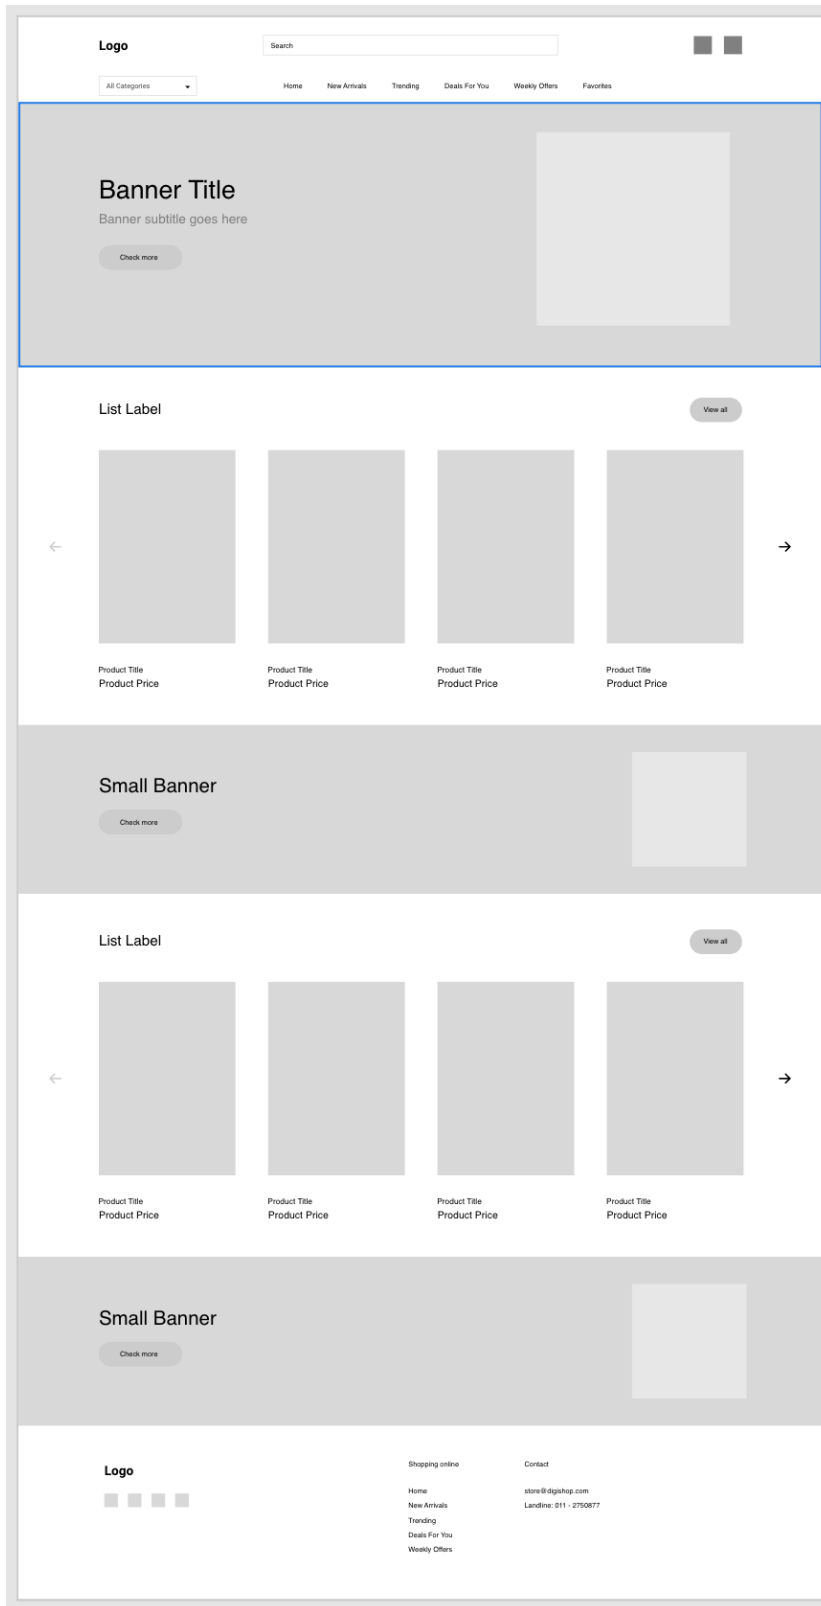 Logo
Search
All Categories
Home New Arrivals Trending Deals For You Weekly Offers Favorites
Banner Title
Banner subtitle goes here
Check more
List Label
View all
Product Title Product Title Product Title Product Title
Product Price Product Price Product Price Product Price
Small Banner
Check more
List Label
View all
Product Title Product Title Product Title Product Title
Product Price Product Price Product Price Product Price
Small Banner
Check more
Logo
Shopping online
Home
New Arrivals
Trending
Deals For You
Weekly Offers
Contact
store@digishop.com
Landline: 011 - 2750877